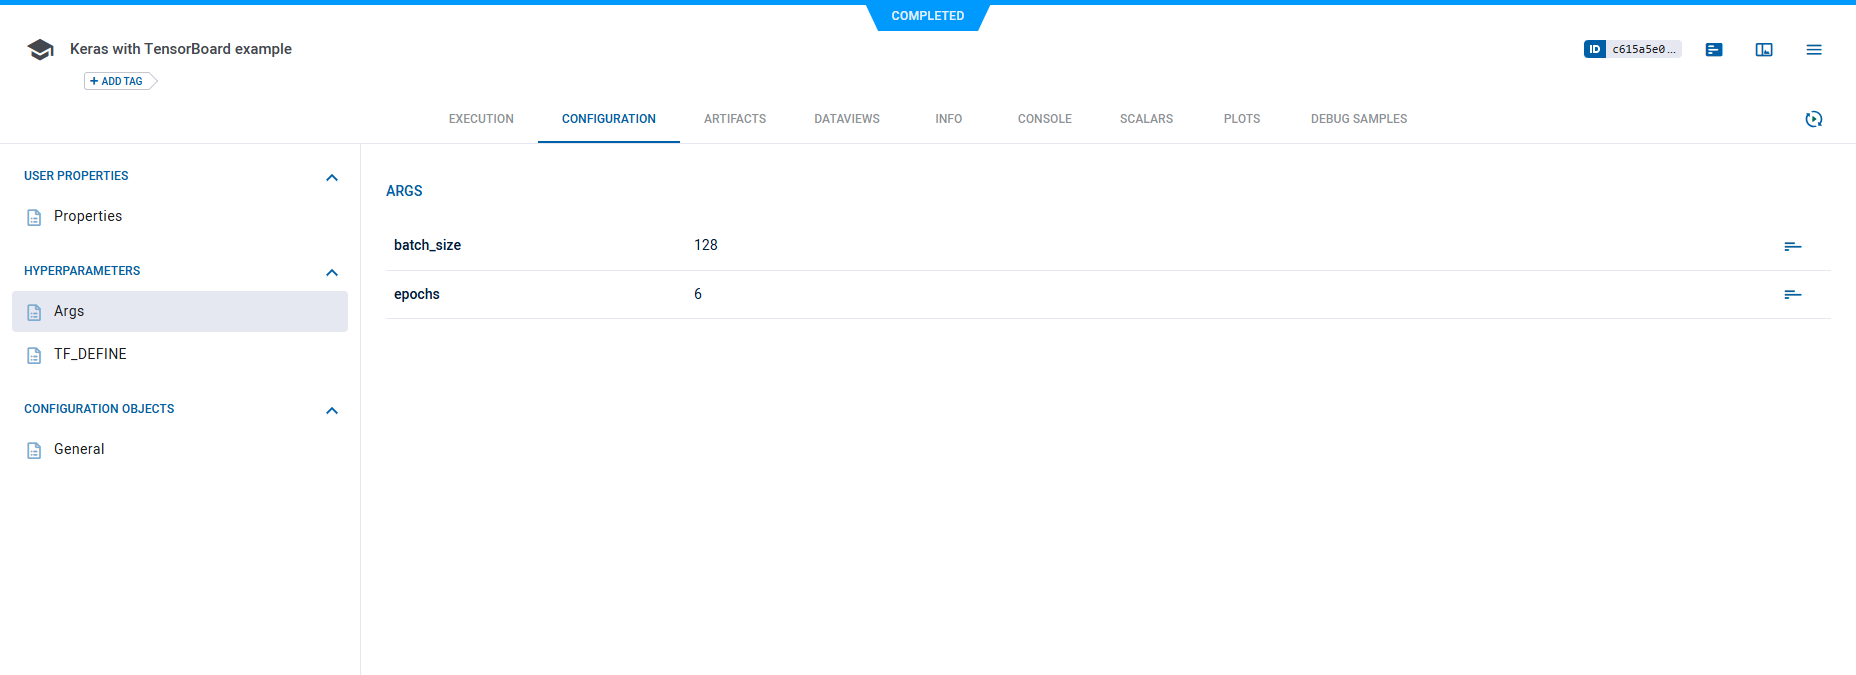 COMPLETED
Keras with TensorBoard example
ID c615a5e0...
+ ADD TAG
EXECUTION CONFIGURATION ARTIFACTS DATAVIEWS INFO CONSOLE SCALARS PLOTS DEBUG SAMPLES
USER PROPERTIES
Properties
HYPERPARAMETERS
Args
TF_DEFINE
CONFIGURATION OBJECTS
General
ARGS
batch_size 128
epochs 6